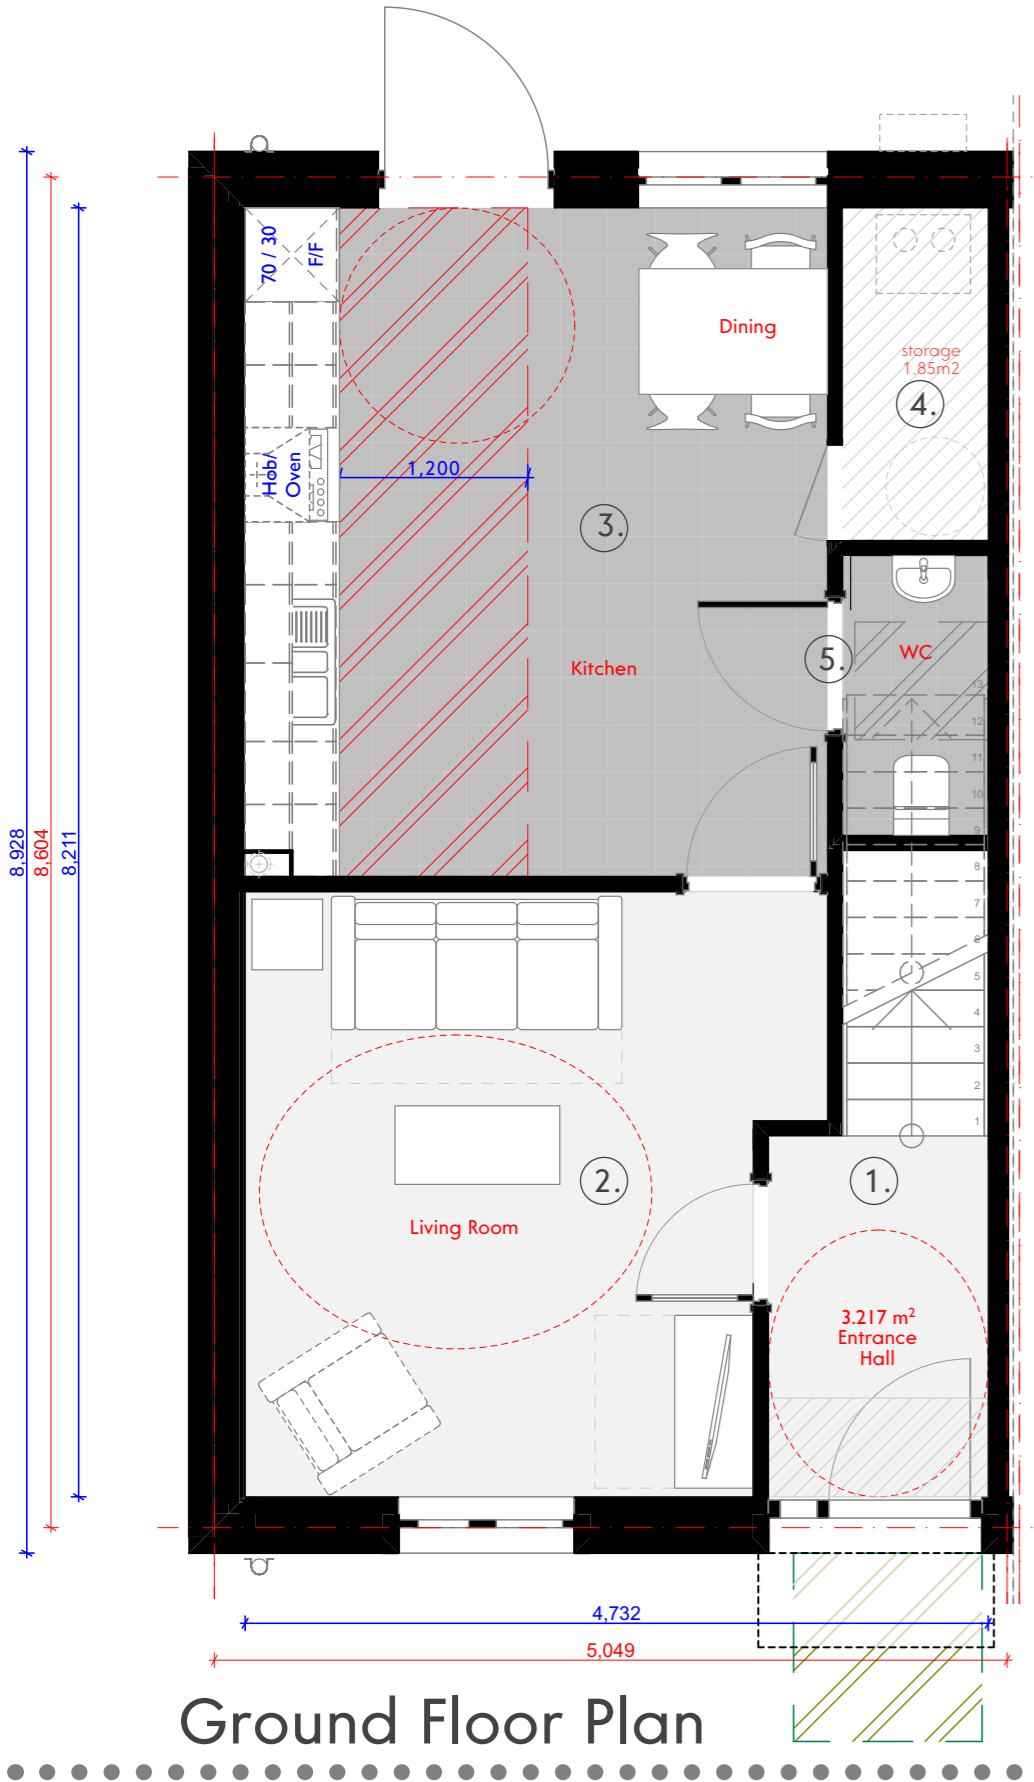 70 / 30
F/F
Dining
storage
1.85m2
4.
Hob/
Oven
1,200
3.
Kitchen
5.
WC
13
12
11
10
9
8
7
6
5
4
3
2
1
8,928
8,604
8,211
2.
1.
Living Room
3.217 m²
Entrance
Hall
4,732
5,049
Ground Floor Plan